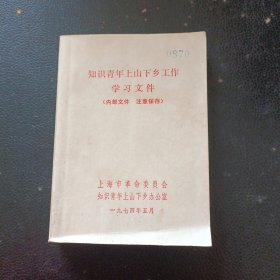 0970
知识青年上山下乡工作
学习文件
(内部文件 注意保存)
上海市革命委员会
知识青年上山下乡办公室
一九七四年五月